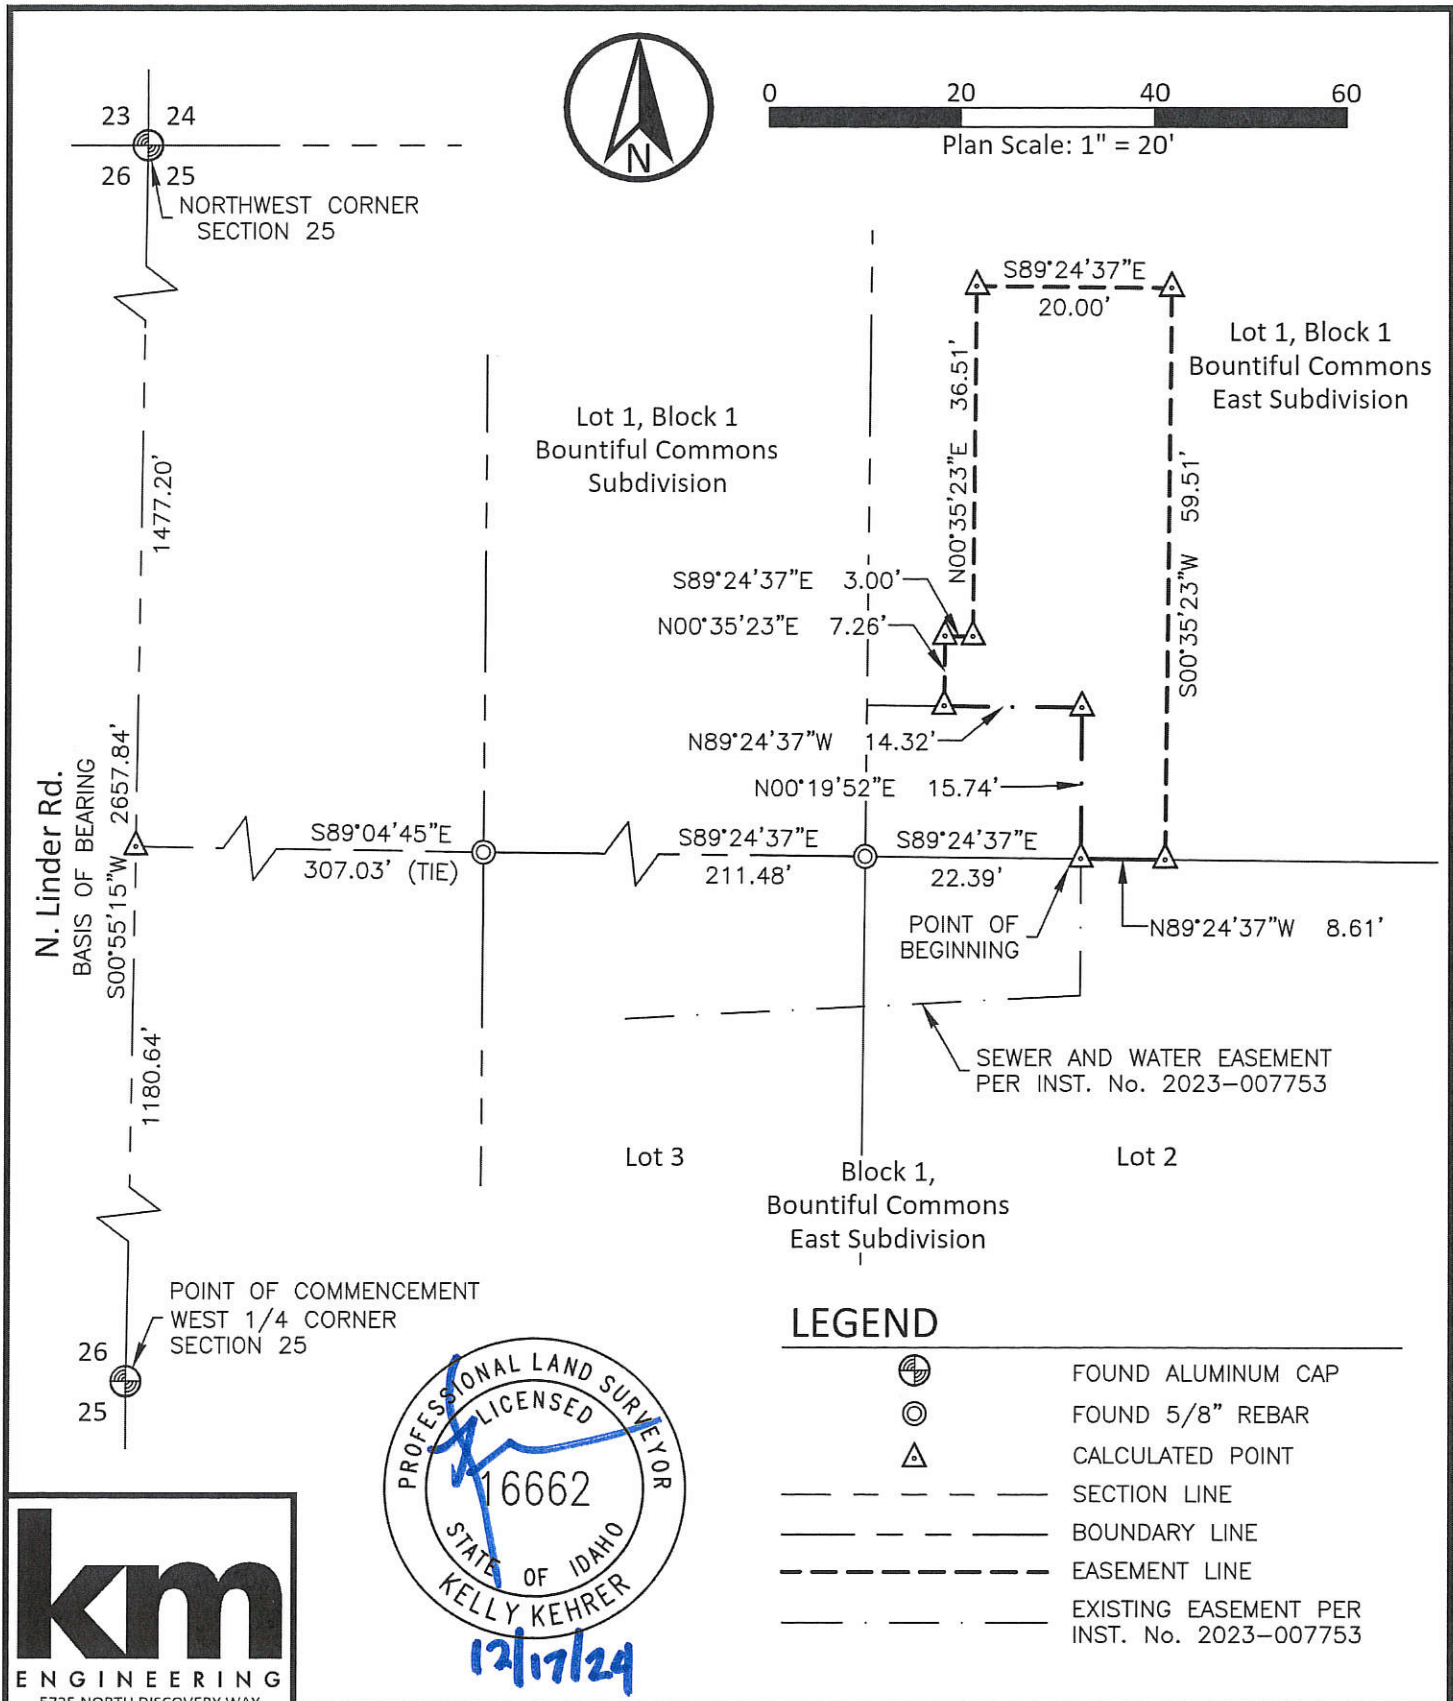 23 24
26 25
NORTHWEST CORNER
SECTION 25
N
0 20 40 60
Plan Scale: 1" = 20'
S89°24'37"E
20.00'
Lot 1, Block 1
Bountiful Commons
East Subdivision
N00°35'23"E 36.51'
S00°35'23"W 59.51'
Lot 1, Block 1
Bountiful Commons
Subdivision
1477.20'
S89°24'37"E 3.00'
N00°35'23"E 7.26'
N89°24'37"W 14.32'
N00°19'52"E 15.74'
N. Linder Rd.
BASIS OF BEARING
S00°55'15"W 2657.84'
S89°04'45"E
307.03' (TIE)
S89°24'37"E
211.48'
S89°24'37"E
22.39'
POINT OF
BEGINNING
N89°24'37"W 8.61'
1180.64'
SEWER AND WATER EASEMENT
PER INST. No. 2023-007753
Lot 3
Lot 2
Block 1,
Bountiful Commons
East Subdivision
POINT OF COMMENCEMENT
WEST 1/4 CORNER
SECTION 25
26
25
PROFESSIONAL LAND SURVEYOR
LICENSED
16662
STATE OF IDAHO
KELLY KEHRER
12/17/24
LEGEND
FOUND ALUMINUM CAP
FOUND 5/8" REBAR
CALCULATED POINT
SECTION LINE
BOUNDARY LINE
EASEMENT LINE
EXISTING EASEMENT PER
INST. No. 2023-007753
km
ENGINEERING
5725 NORTH DISCOVERY WAY